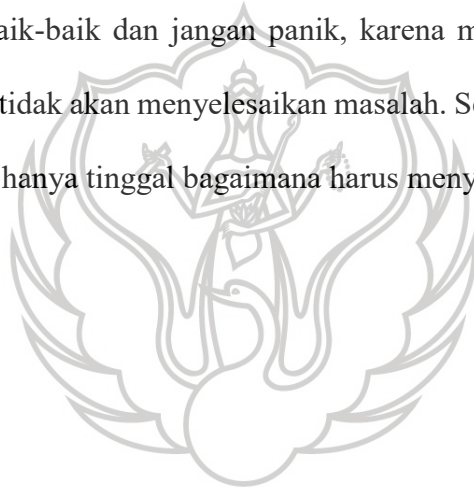 aik-baik dan jangan panik, karena m
tidak akan menyelesaikan masalah. Se
hanya tinggal bagaimana harus meny